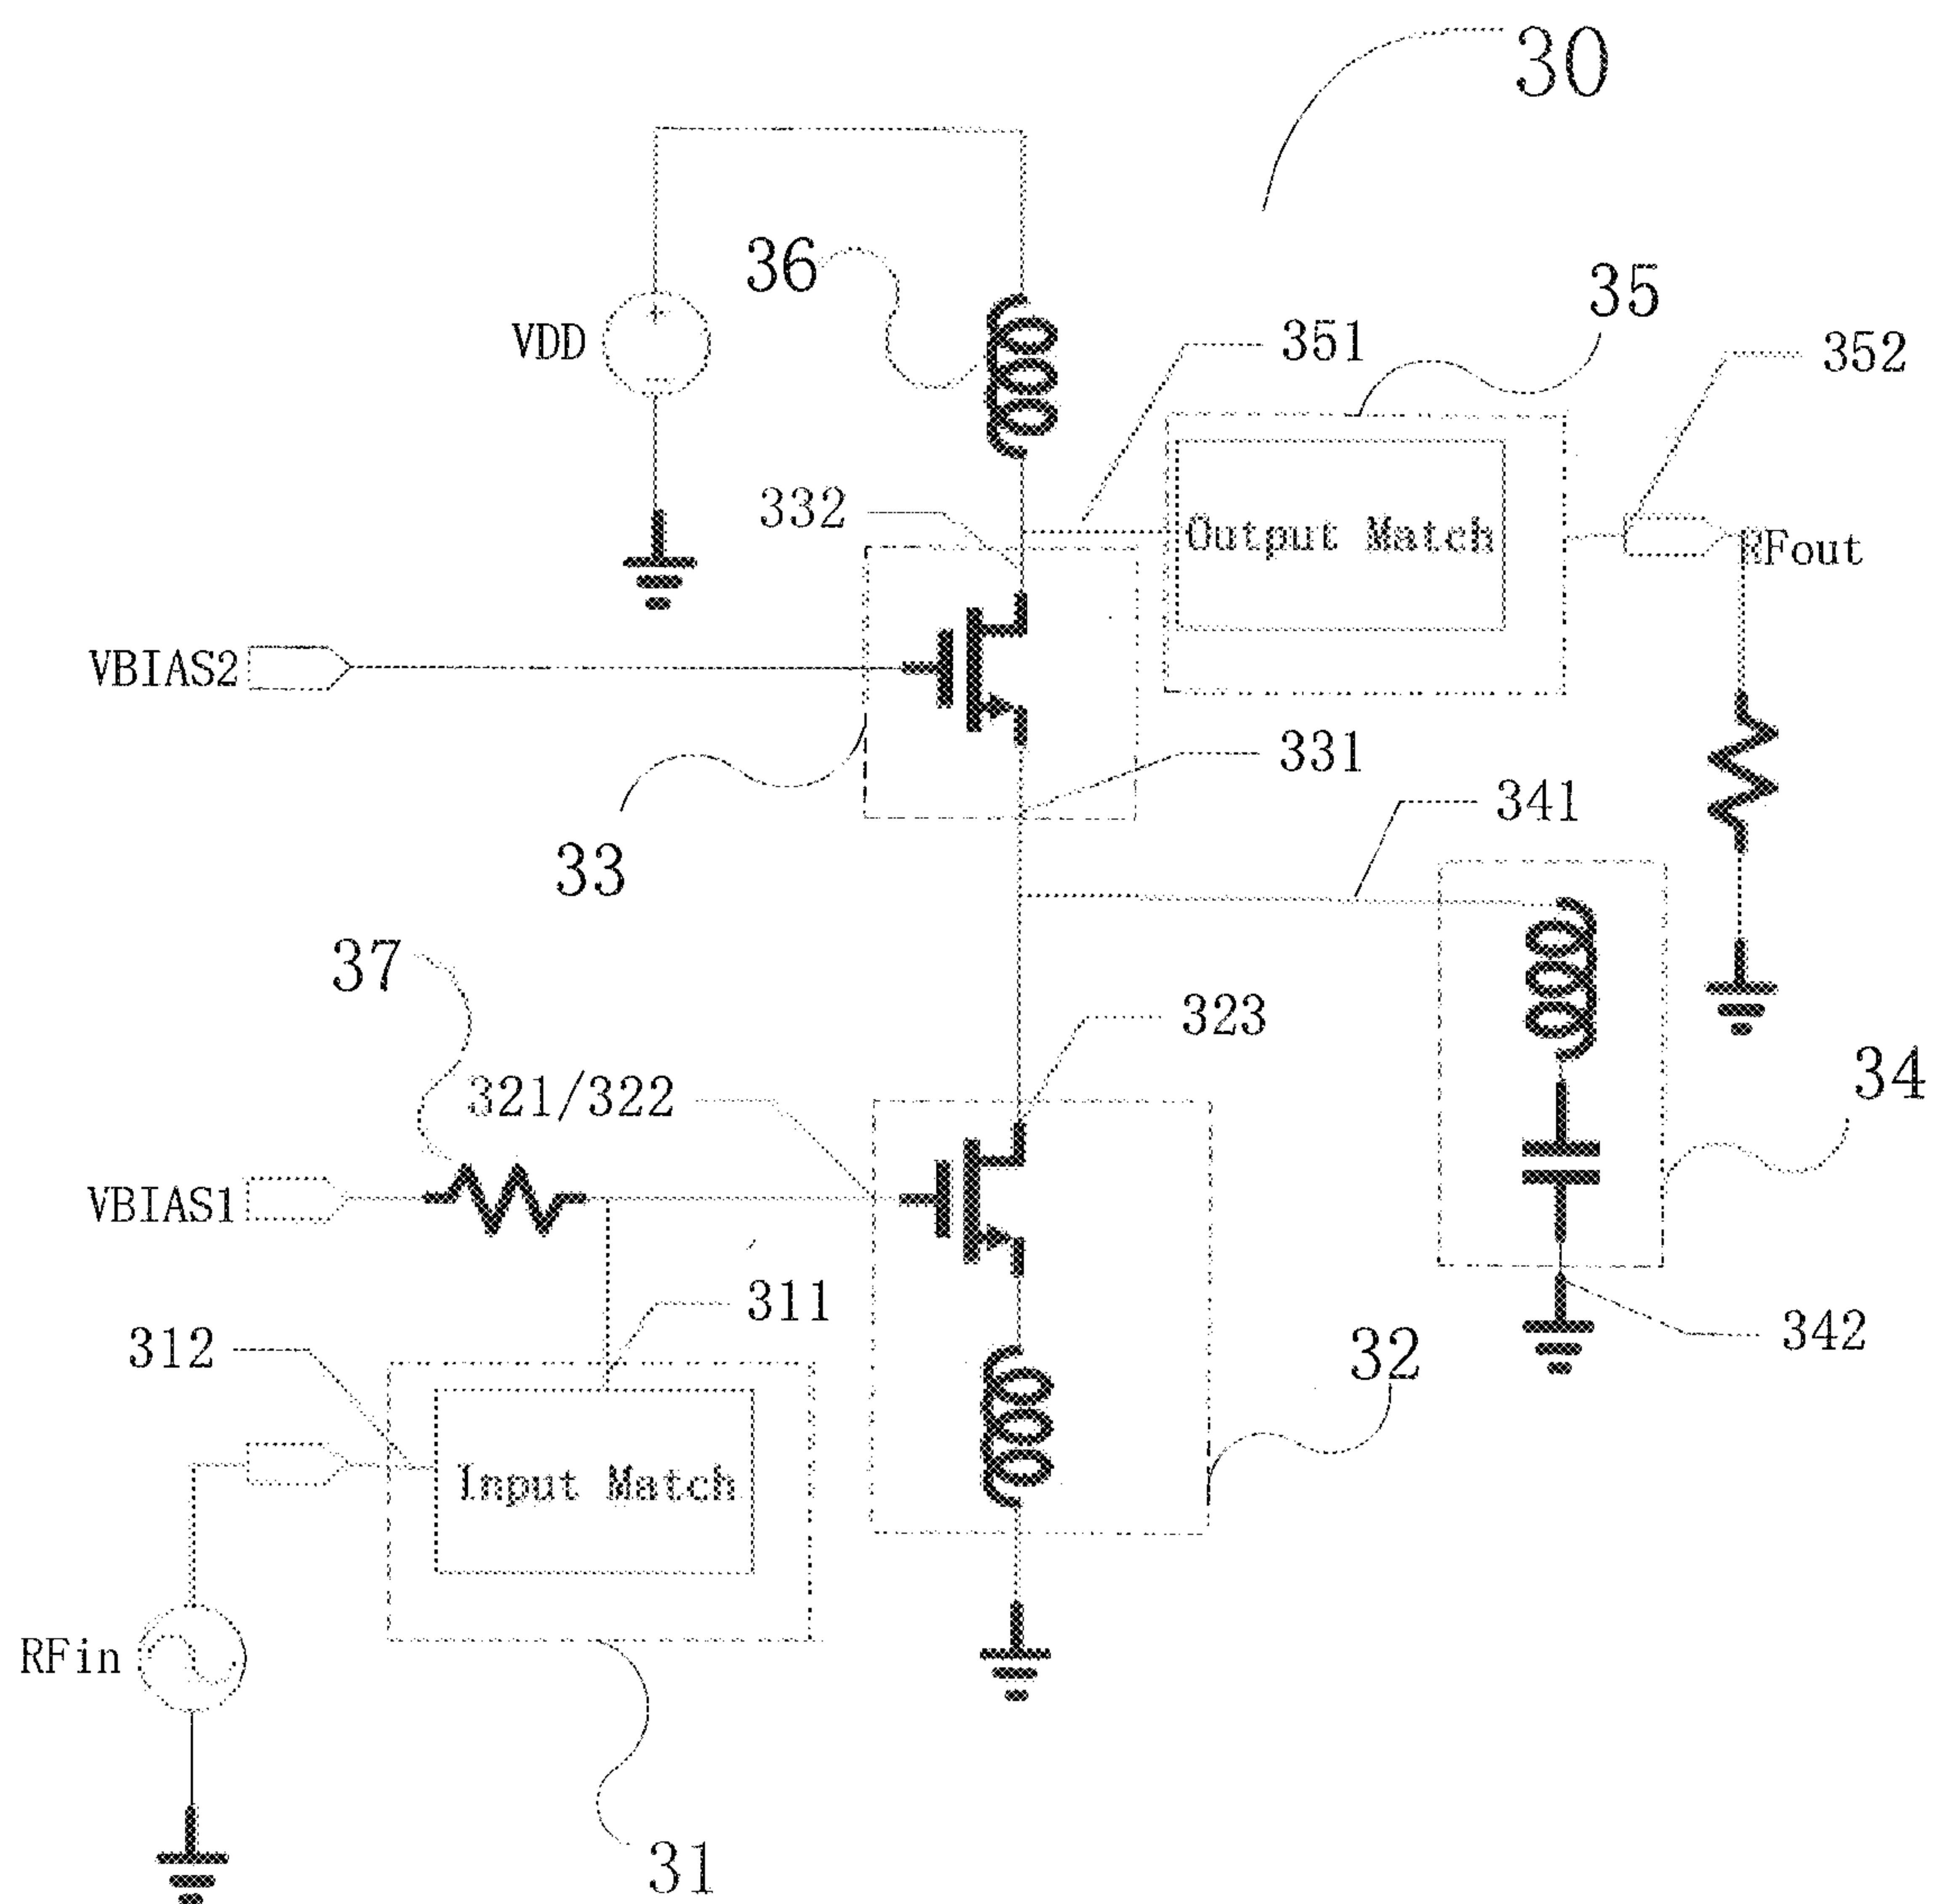 30
36
35
VDD
351
352
332
Output Match
RFout
VBIAS2
331
341
33
37
323
321/322
34
VBIAS1
311
312
342
32
Input Match
RFin
31